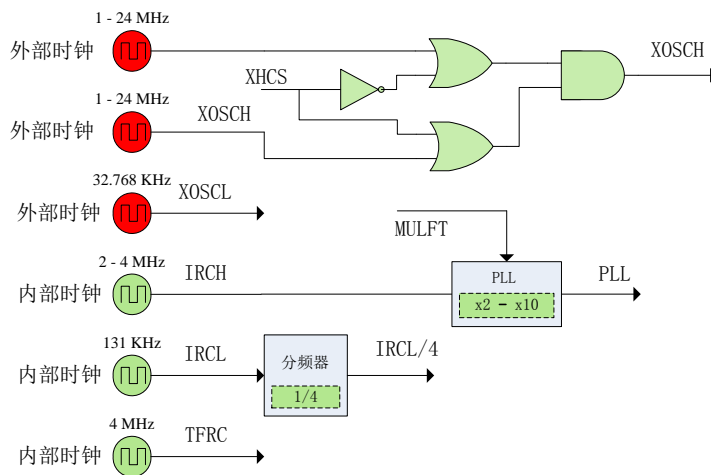 1 - 24 MHz
外部时钟
XOSCH
XHCS
1 - 24 MHz
外部时钟
XOSCH
32.768 KHz
外部时钟
XOSCL
MULFT
2 - 4 MHz
内部时钟
IRCH
PLL
x2 - x10
PLL
131 KHz
内部时钟
IRCL
分频器
1/4
IRCL/4
4 MHz
内部时钟
TFRC